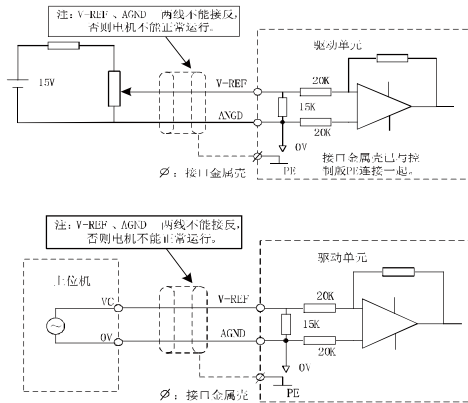 注：V-REF 、AGND 两线不能接反，
否则电机不能正常运行。
驱动单元
15V
V-REF
20K
15K
ANGD
20K
0V
PE
ϕ：接口金属壳
接口金属壳已与控
制版PE连接一起。
注：V-REF 、AGND 两线不能接反，
否则电机不能正常运行。
驱动单元
上位机
VC
V-REF
20K
15K
0V
AGND
20K
0V
PE
ϕ：接口金属壳